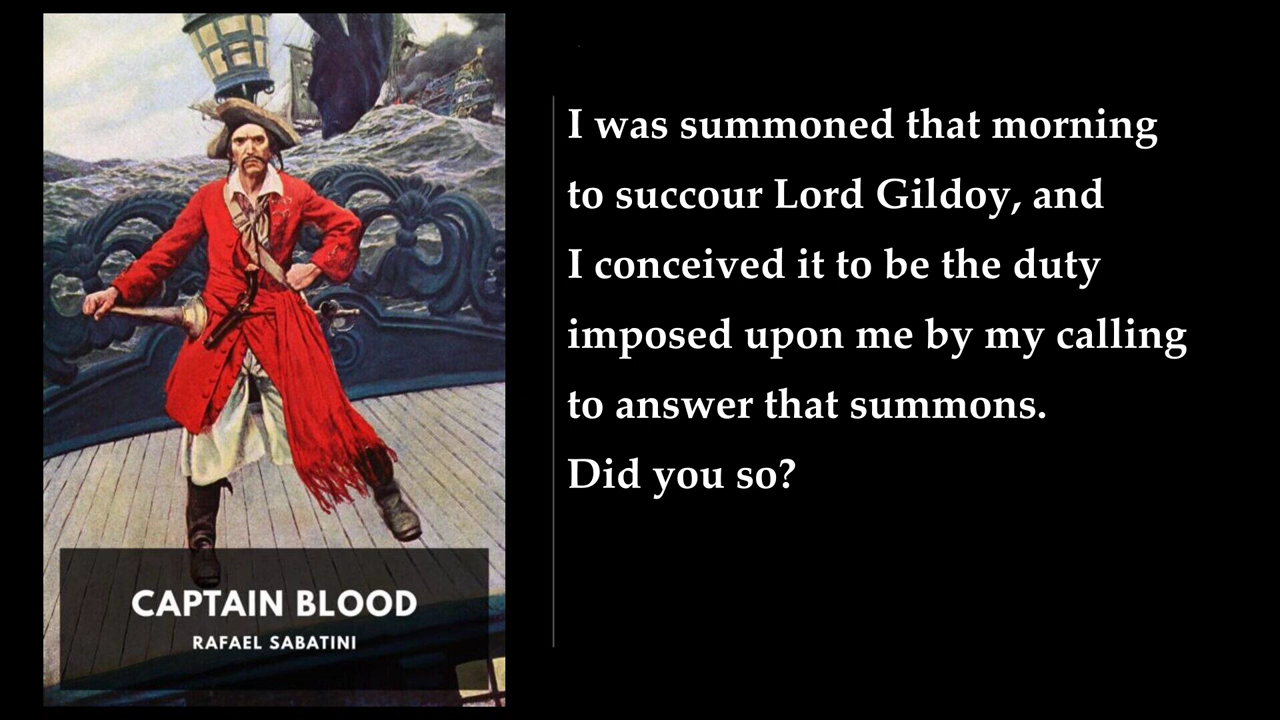 CAPTAIN BLOOD
RAFAEL SABATINI
I was summoned that morning
to succour Lord Gildoy, and
I conceived it to be the duty
imposed upon me by my calling
to answer that summons.
Did you so?